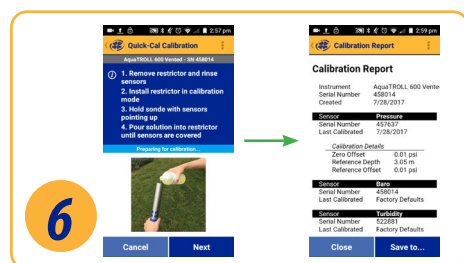 2:57 pm
Quick-Cal Calibration
AquaTROLL 600 Vented - SN 458014
1. Remove restrictor and rinse
sensors
2. Install restrictor in calibration
mode
3. Hold sonde with sensors
pointing up
4. Pour solution into restrictor
until sensors are covered
Preparing for calibration...
Cancel Next
2:59 pm
Calibration Report
Calibration Report
Instrument AquaTROLL 600 Vente
Serial Number 458014
Created 7/28/2017
Sensor Pressure
Serial Number 457637
Last Calibrated 7/28/2017
Calibration Details
Zero Offset 0.01 psi
Reference Depth 3.05 m
Reference Offset 0.01 psi
Sensor Baro
Serial Number 458014
Last Calibrated Factory Defaults
Sensor Turbidity
Serial Number 522881
Last Calibrated Factory Defaults
Close Save to...
6